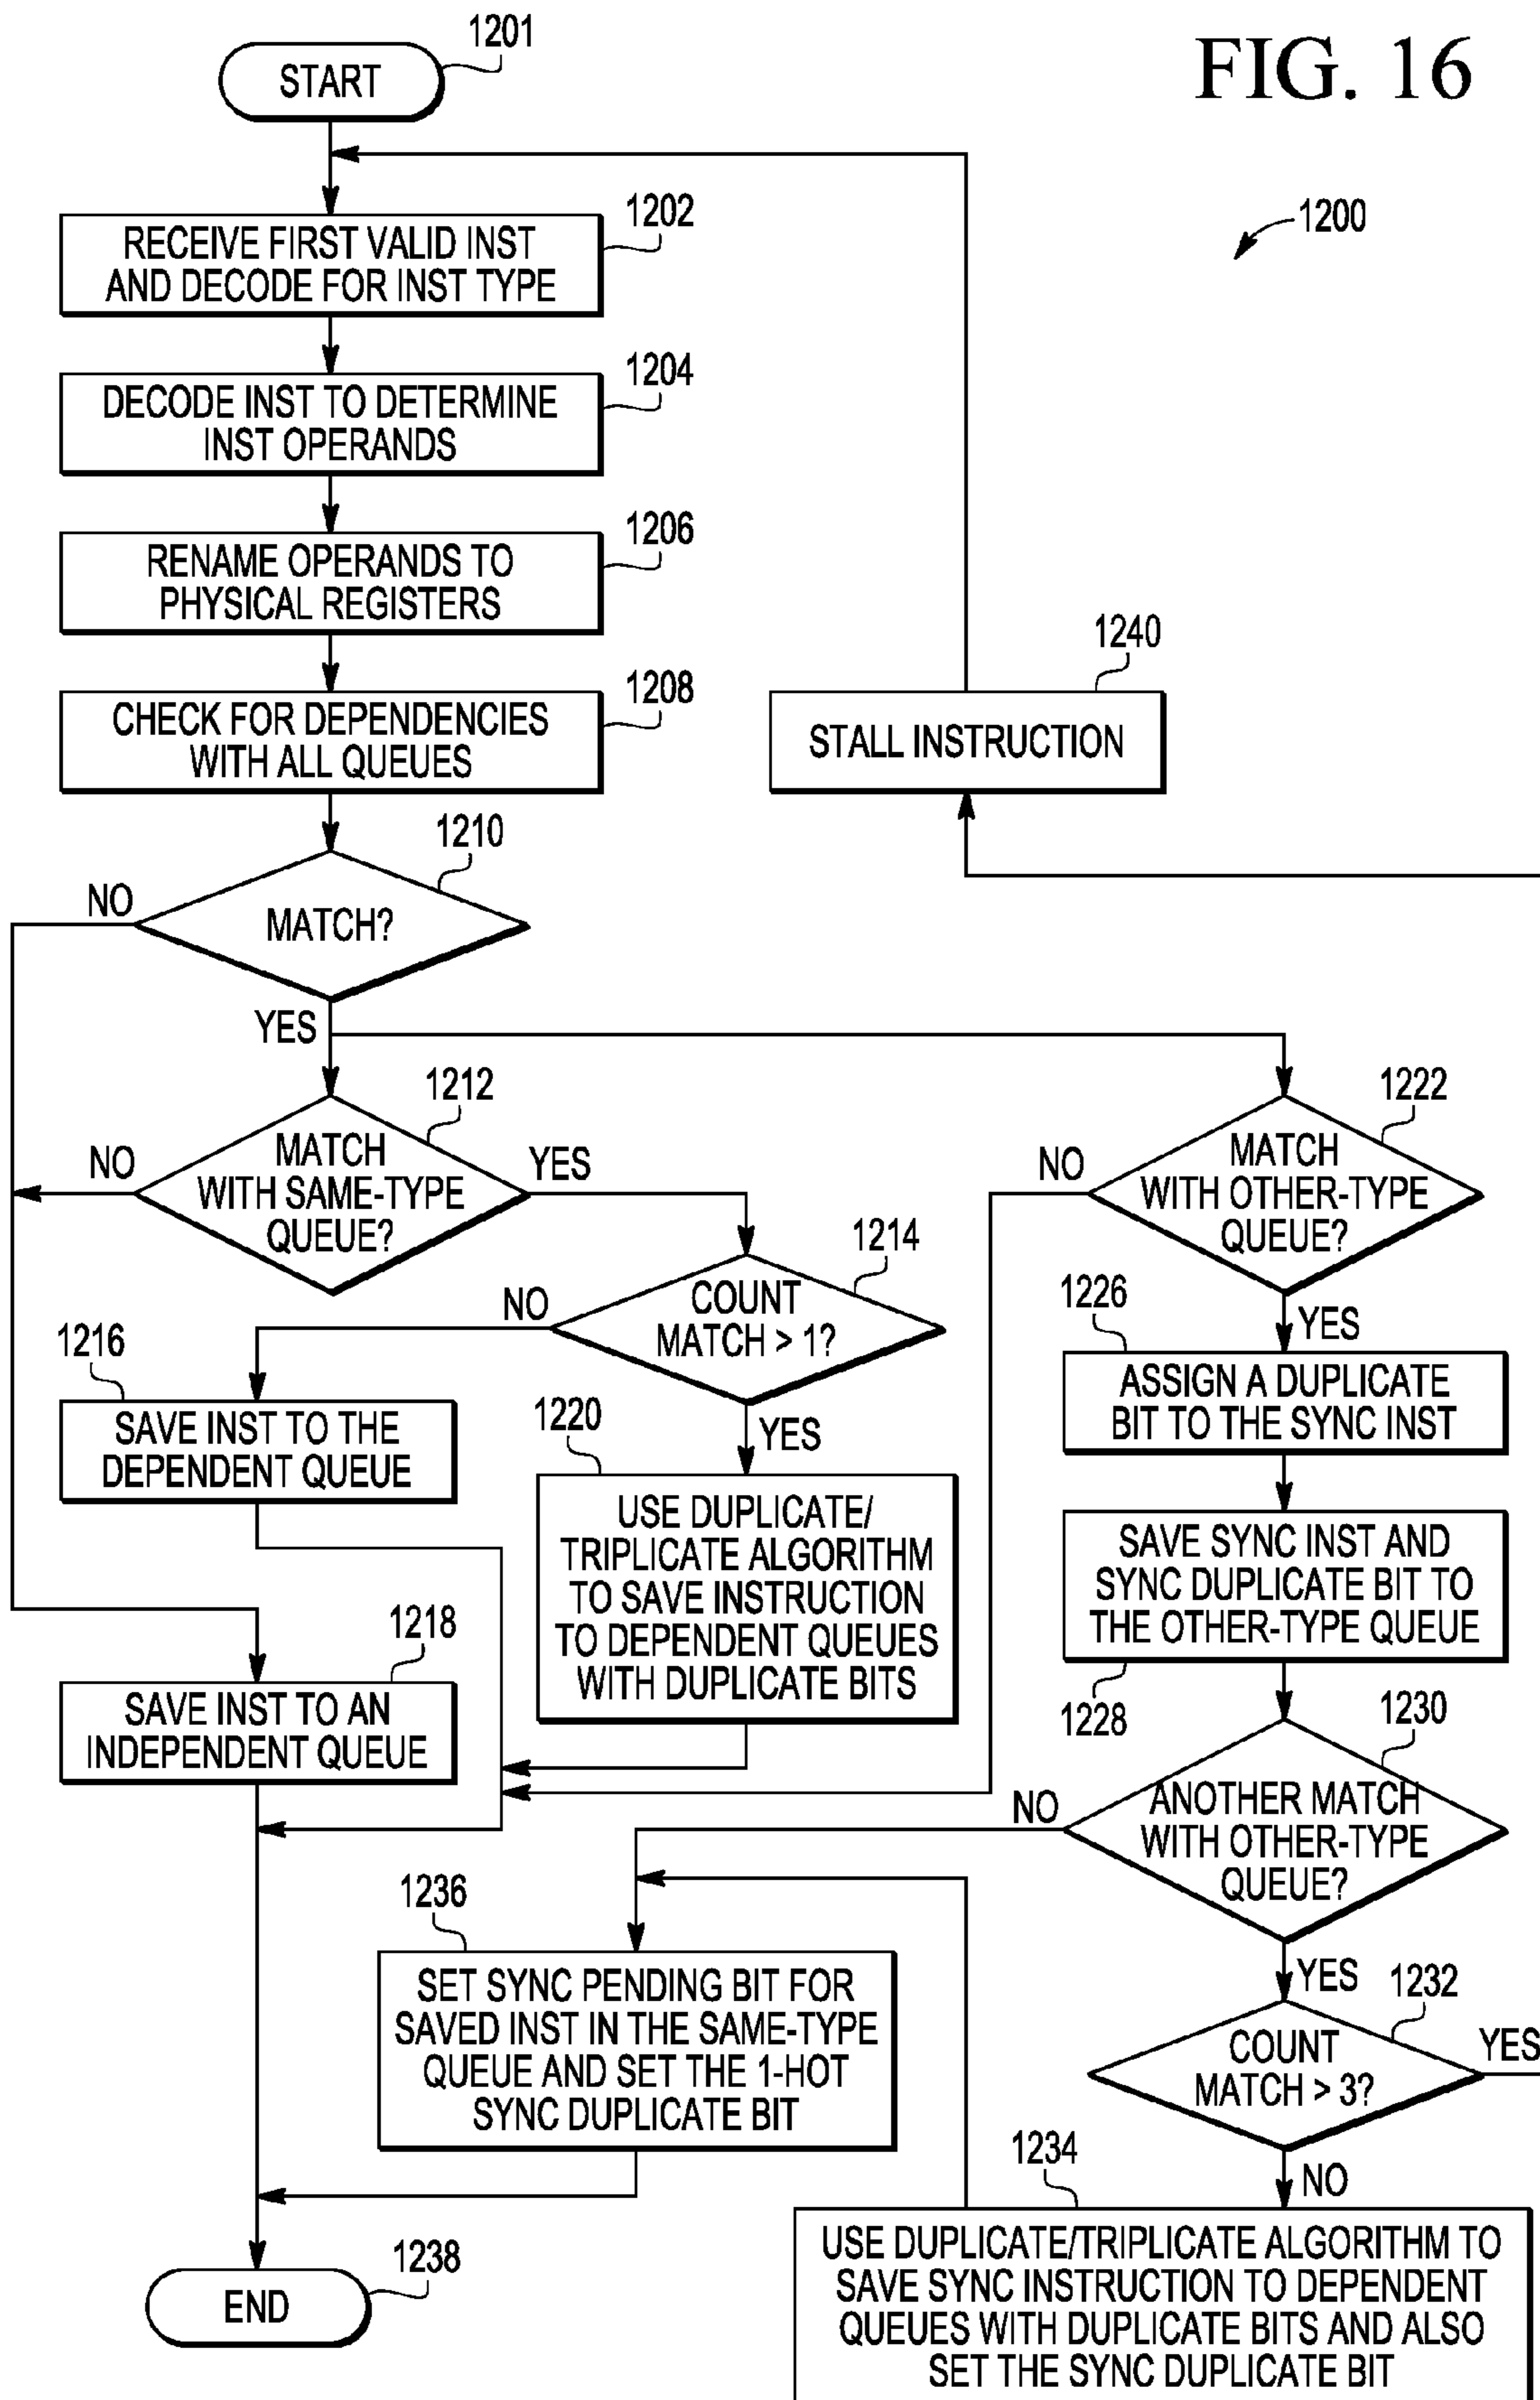 FIG. 16
1200
1201
START
1202
RECEIVE FIRST VALID INST
AND DECODE FOR INST TYPE
1204
DECODE INST TO DETERMINE
INST OPERANDS
1206
RENAME OPERANDS TO
PHYSICAL REGISTERS
1208
CHECK FOR DEPENDENCIES
WITH ALL QUEUES
1240
STALL INSTRUCTION
1210
MATCH?
NO
YES
1212
MATCH
WITH SAME-TYPE
QUEUE?
NO
YES
1214
COUNT
MATCH > 1?
NO
YES
1216
SAVE INST TO THE
DEPENDENT QUEUE
1220
USE DUPLICATE/
TRIPLICATE ALGORITHM
TO SAVE INSTRUCTION
TO DEPENDENT QUEUES
WITH DUPLICATE BITS
1218
SAVE INST TO AN
INDEPENDENT QUEUE
1222
MATCH
WITH OTHER-TYPE
QUEUE?
NO
YES
1226
ASSIGN A DUPLICATE
BIT TO THE SYNC INST
SAVE SYNC INST AND
SYNC DUPLICATE BIT TO
THE OTHER-TYPE QUEUE
1228
1230
ANOTHER MATCH
WITH OTHER-TYPE
QUEUE?
NO
YES
1232
COUNT
MATCH > 3?
YES
NO
1236
SET SYNC PENDING BIT FOR
SAVED INST IN THE SAME-TYPE
QUEUE AND SET THE 1-HOT
SYNC DUPLICATE BIT
1234
USE DUPLICATE/TRIPLICATE ALGORITHM TO
SAVE SYNC INSTRUCTION TO DEPENDENT
QUEUES WITH DUPLICATE BITS AND ALSO
SET THE SYNC DUPLICATE BIT
1238
END